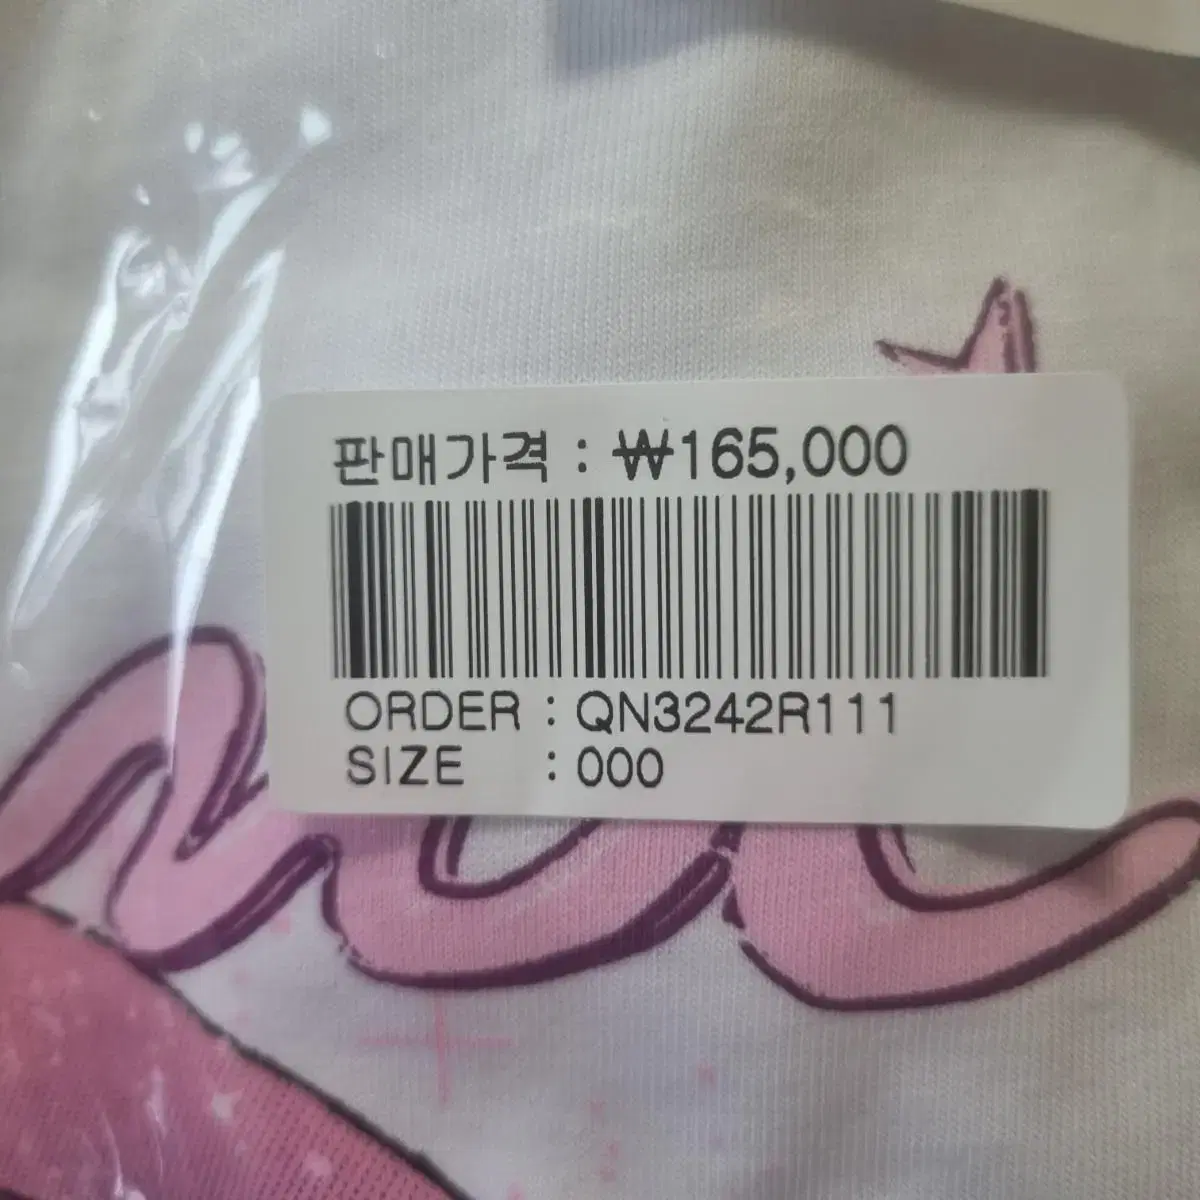 판매가격 : ₩165,000
ORDER : QN3242R111
SIZE : 000